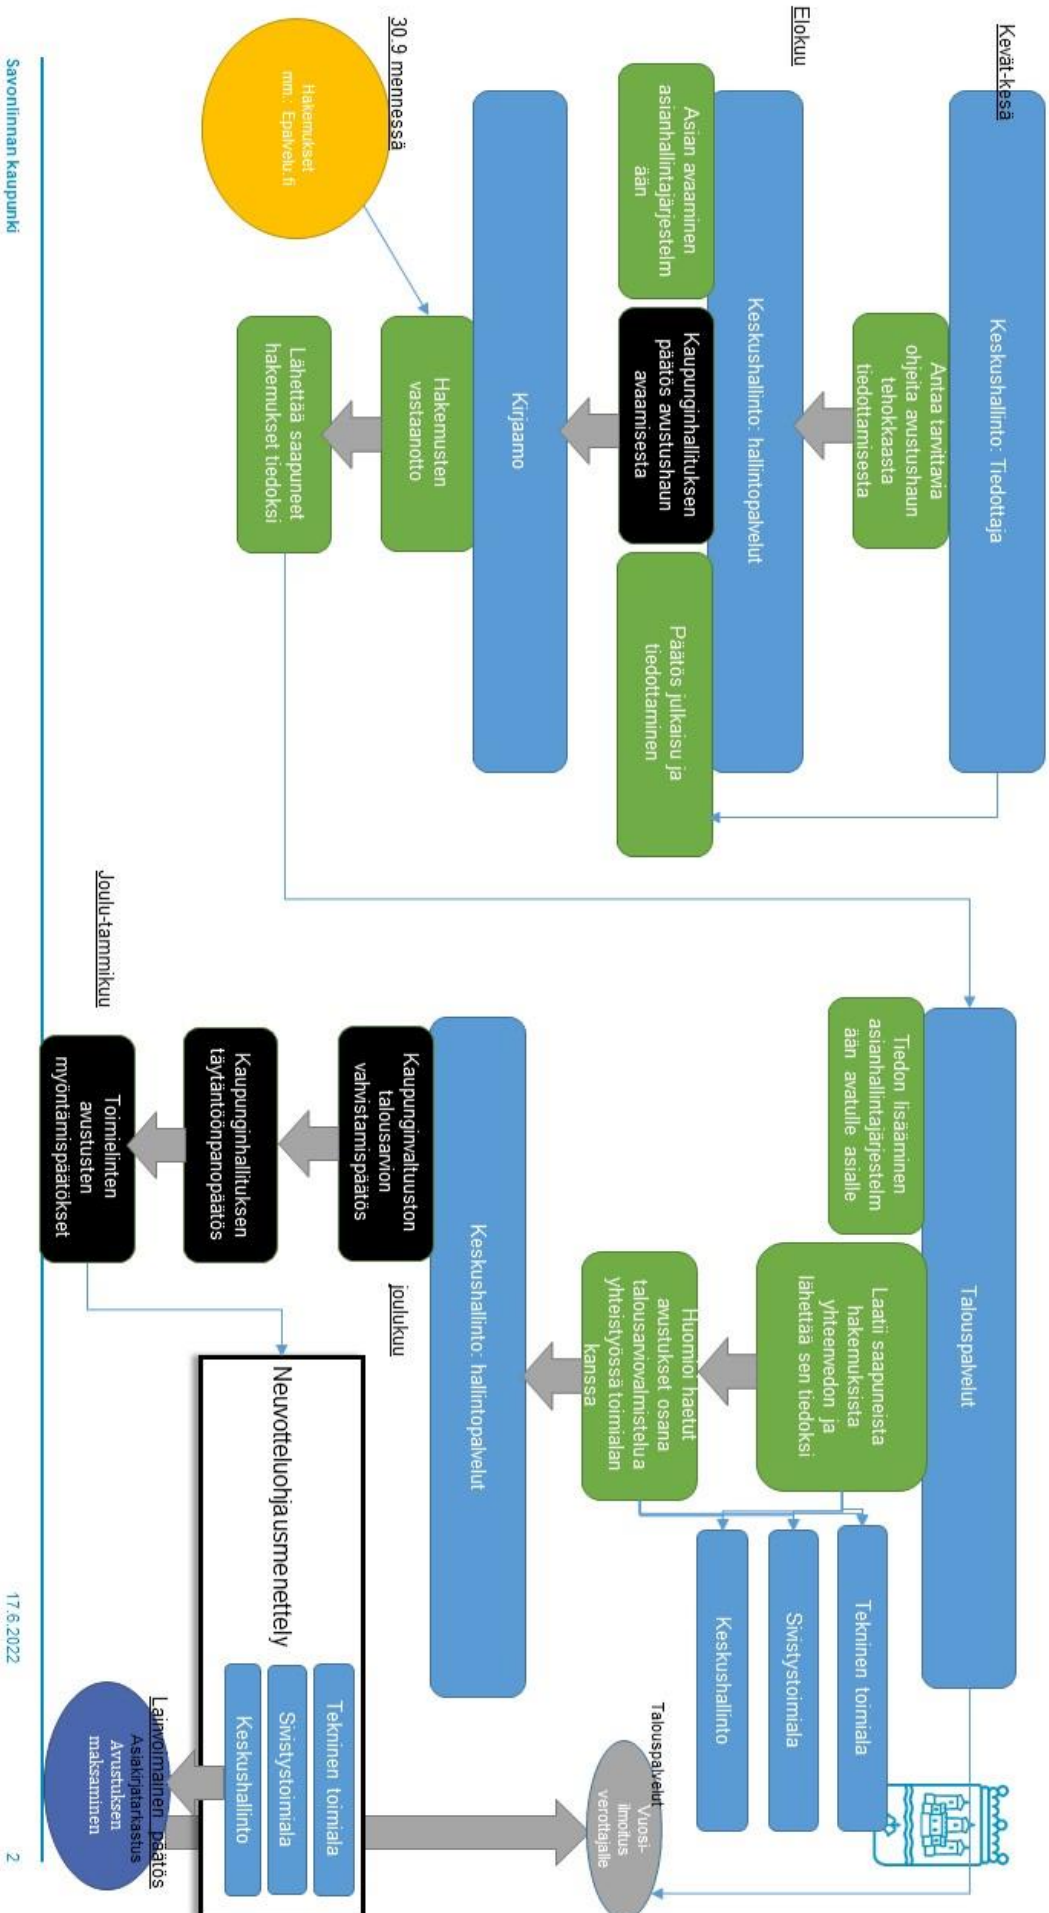 Kevät-kesä
Keskushallinto: Tiedottaja
Antaa tarvittavia
ohjeita avustushaun
tehokkaasta
tiedottamisesta
Elokuu
Keskushallinto: hallintopalvelut
Asian avaaminen
asianhallintajärjestelm
ään
Kaupunginhallituksen
päätös avustushaun
avaamisesta
Päätös julkaisu ja
tiedottaminen
Kirjaamo
30.9 mennessä
Hakemukset
mm.: Epalvelu.fi
Hakemusten
vastaanotto
Lähettää saapuneet
hakemukset tiedoksi
Talouspalvelut
Tiedon lisääminen
asianhallintajärjestelm
ään avatulle asialle
Laatii saapuneista
hakemuksista
yhteenvedon ja
lähettää sen tiedoksi
Tekninen toimiala
Sivistystoimiala
Keskushallinto
Huomioi haetut
avustukset osana
talousarviovalmistelua
yhteistyössä toimialan
kanssa
Talouspalvelut
Vuosi-
ilmoitus
verottajalle
Keskushallinto: hallintopalvelut
joulukuu
Kaupunginvaltuuston
talousarvion
vahvistamispäätös
Kaupunginhallituksen
täytäntöönpanopäätös
Joulu-tammikuu
Toimielinten
avustusten
myöntämispäätökset
Neuvotteluohjausmenettely
Tekninen toimiala
Sivistystoimiala
Keskushallinto
Lainvoimainen päätös
Asiakirjatarkastus
Avustuksen
maksaminen
Savonlinnan kaupunki
17.6.2022
2